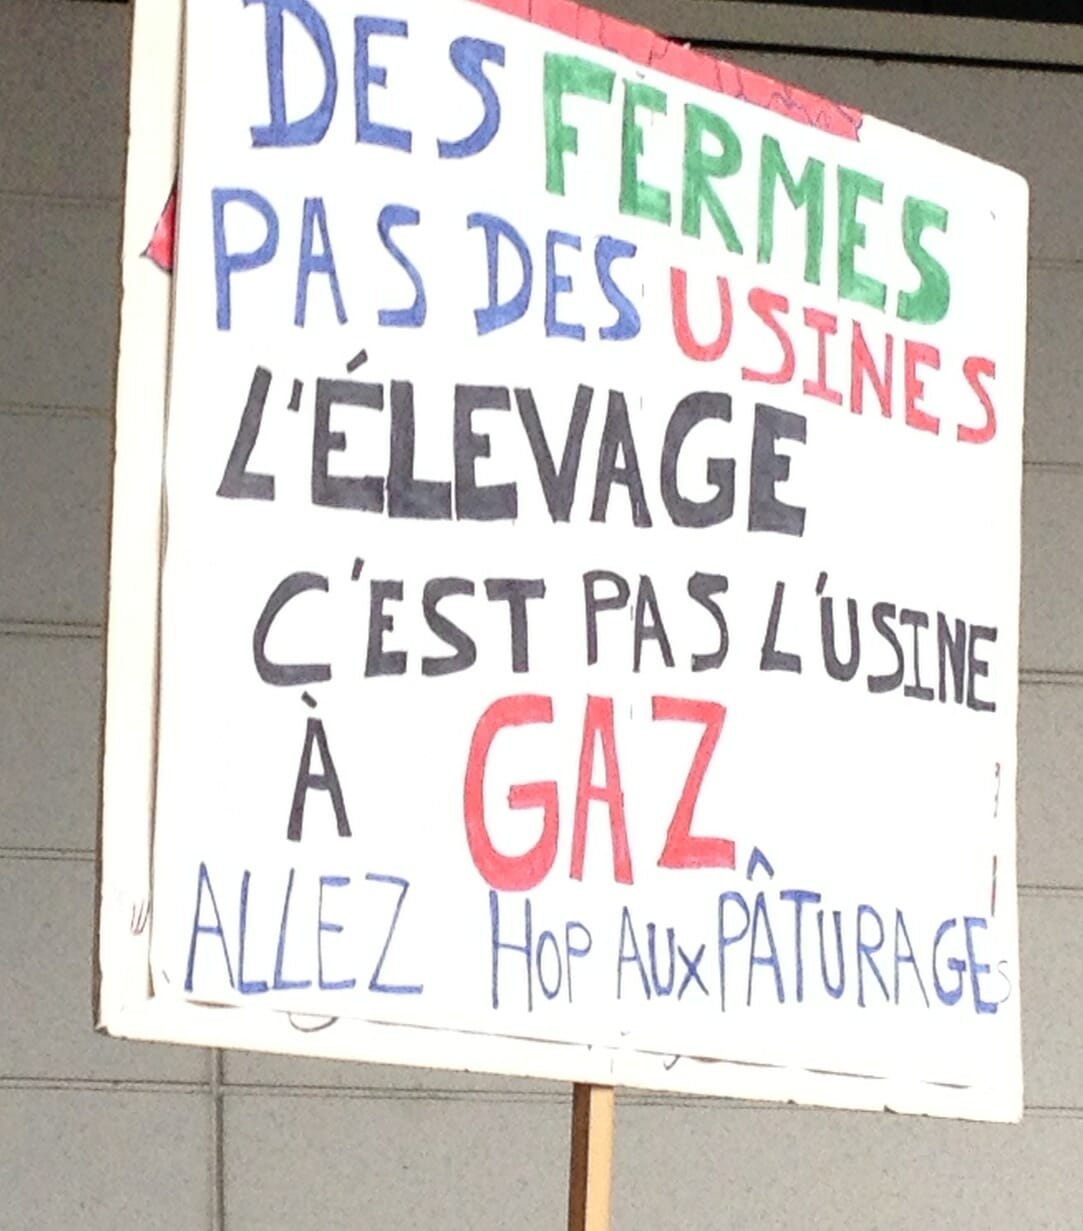 DES FERMES
PAS DES USINES
L'ÉLEVAGE
C'EST PAS L'USINE
À GAZ
ALLEZ HOP AUX PÂTURAGES